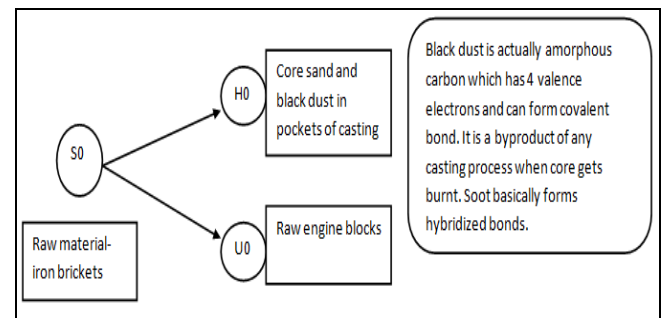 S0
Raw material-
iron brickets
H0
Core sand and
black dust in
pockets of casting
U0
Raw engine blocks
Black dust is actually amorphous
carbon which has 4 valence
electrons and can form covalent
bond. It is a byproduct of any
casting process when core gets
burnt. Soot basically forms
hybridized bonds.